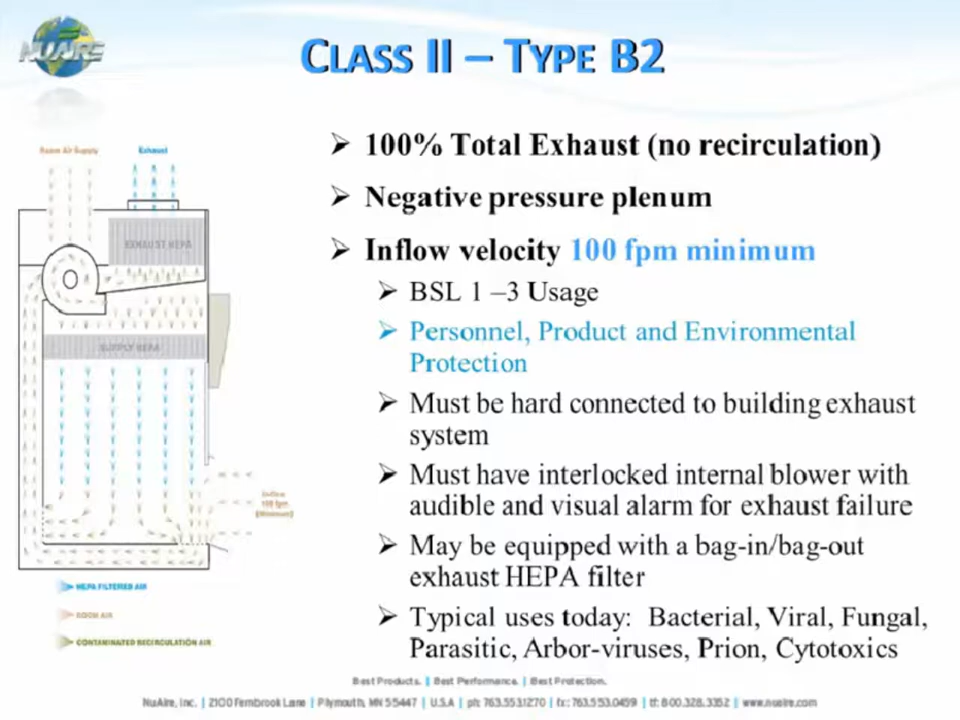 NUAIRE
CLASS II – TYPE B2
Room Air Supply
Exhaust
EXHAUST HEPA
SUPPLY HEPA
Inflow
100 fpm
(Minimum)
HEPA FILTERED AIR
ROOM AIR
CONTAMINATED RECIRCULATION AIR
100% Total Exhaust (no recirculation)
Negative pressure plenum
Inflow velocity 100 fpm minimum
BSL 1 –3 Usage
Personnel, Product and Environmental
Protection
Must be hard connected to building exhaust
system
Must have interlocked internal blower with
audible and visual alarm for exhaust failure
May be equipped with a bag-in/bag-out
exhaust HEPA filter
Typical uses today: Bacterial, Viral, Fungal,
Parasitic, Arbor-viruses, Prion, Cytotoxics
Best Products. | Best Performance. | Best Protection.
NuAire, Inc. | 2100 Fernbrook Lane | Plymouth, MN 55447 | U.S.A | ph: 763.553.1270 | fx: 763.553.0459 | tf: 800.328.3352 | www.nuaire.com